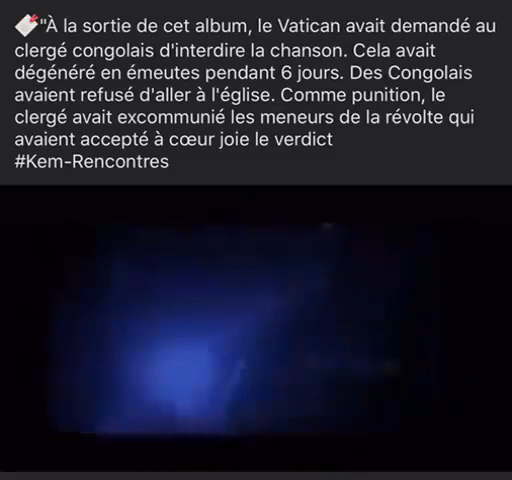 "À la sortie de cet album, le Vatican avait demandé au
clergé congolais d'interdire la chanson. Cela avait
dégénéré en émeutes pendant 6 jours. Des Congolais
avaient refusé d'aller à l'église. Comme punition, le
clergé avait excommunié les meneurs de la révolte qui
avaient accepté à cœur joie le verdict
#Kem-Rencontres